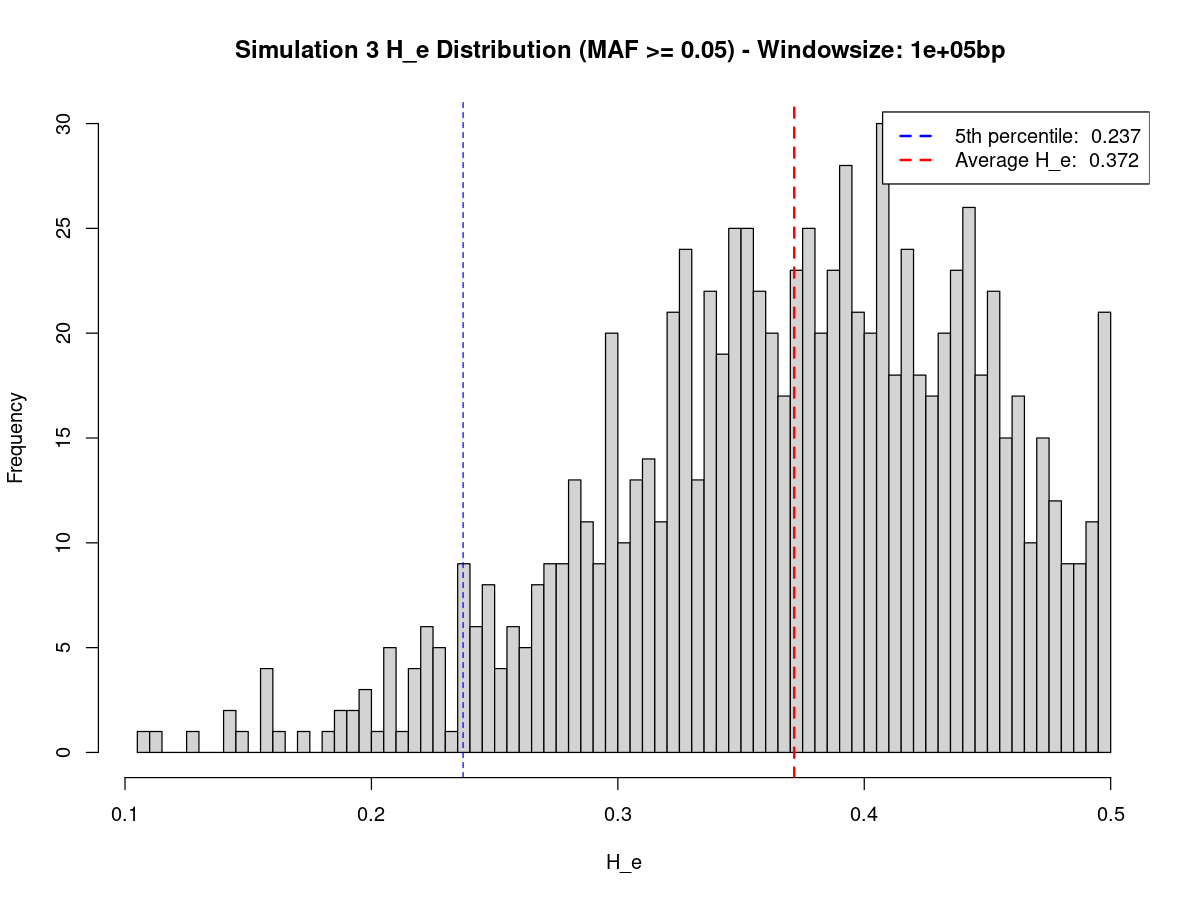 Simulation 3 H_e Distribution (MAF >= 0.05) - Windowsize: 1e+05bp
5th percentile: 0.237
Average H_e: 0.372
Frequency
30
25
20
15
10
5
0
0.1 0.2 0.3 0.4 0.5
H_e